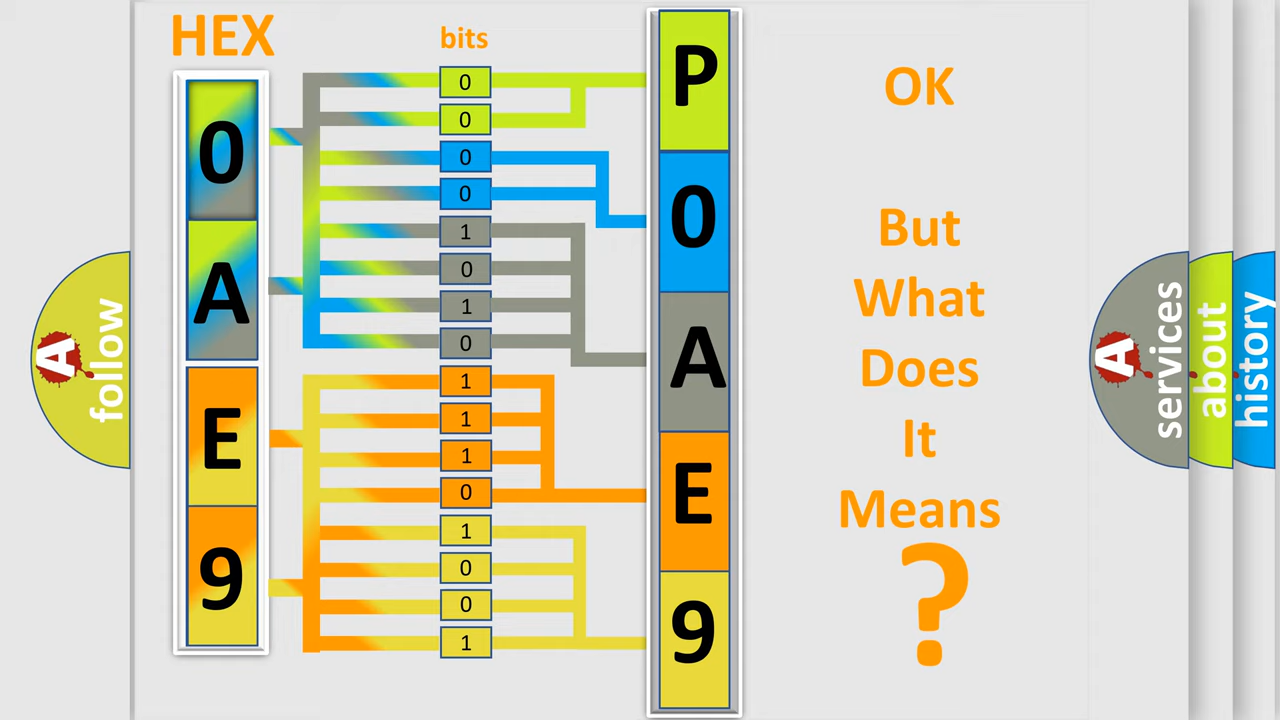 HEX
bits
0
A
E
9
0
0
0
0
1
0
1
0
1
1
1
0
1
0
0
1
P
0
A
E
9
OK
But
What
Does
It
Means
?
A
follow
A
services
about
history